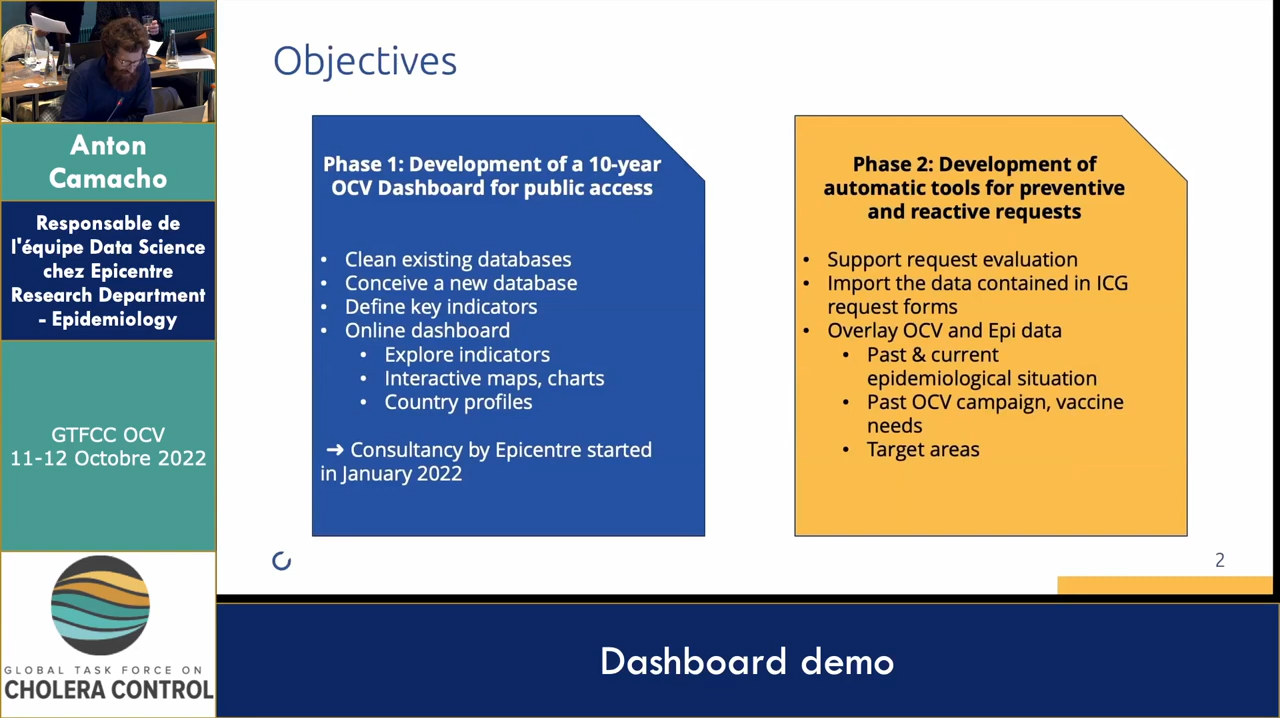 Anton
Camacho
Responsable de
l'équipe Data Science
chez Epicentre
Research Department
- Epidemiology
GTFCC OCV
11-12 Octobre 2022
GLOBAL TASK FORCE ON
CHOLERA CONTROL
Objectives
Phase 1: Development of a 10-year
OCV Dashboard for public access
• Clean existing databases
• Conceive a new database
• Define key indicators
• Online dashboard
• Explore indicators
• Interactive maps, charts
• Country profiles
➜ Consultancy by Epicentre started
in January 2022
Phase 2: Development of
automatic tools for preventive
and reactive requests
• Support request evaluation
• Import the data contained in ICG
request forms
• Overlay OCV and Epi data
• Past & current
epidemiological situation
• Past OCV campaign, vaccine
needs
• Target areas
2
Dashboard demo